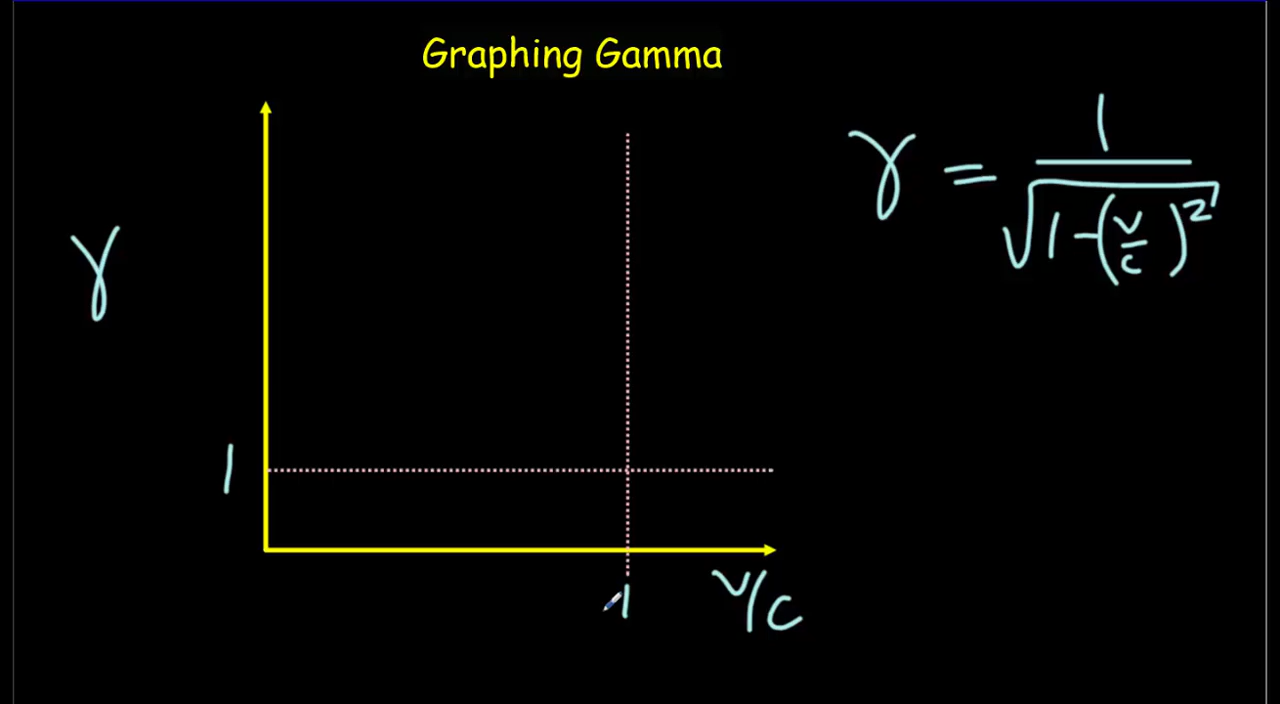 Graphing Gamma
γ = 1/√(1-(v/c)²)
γ
1
1
v/c